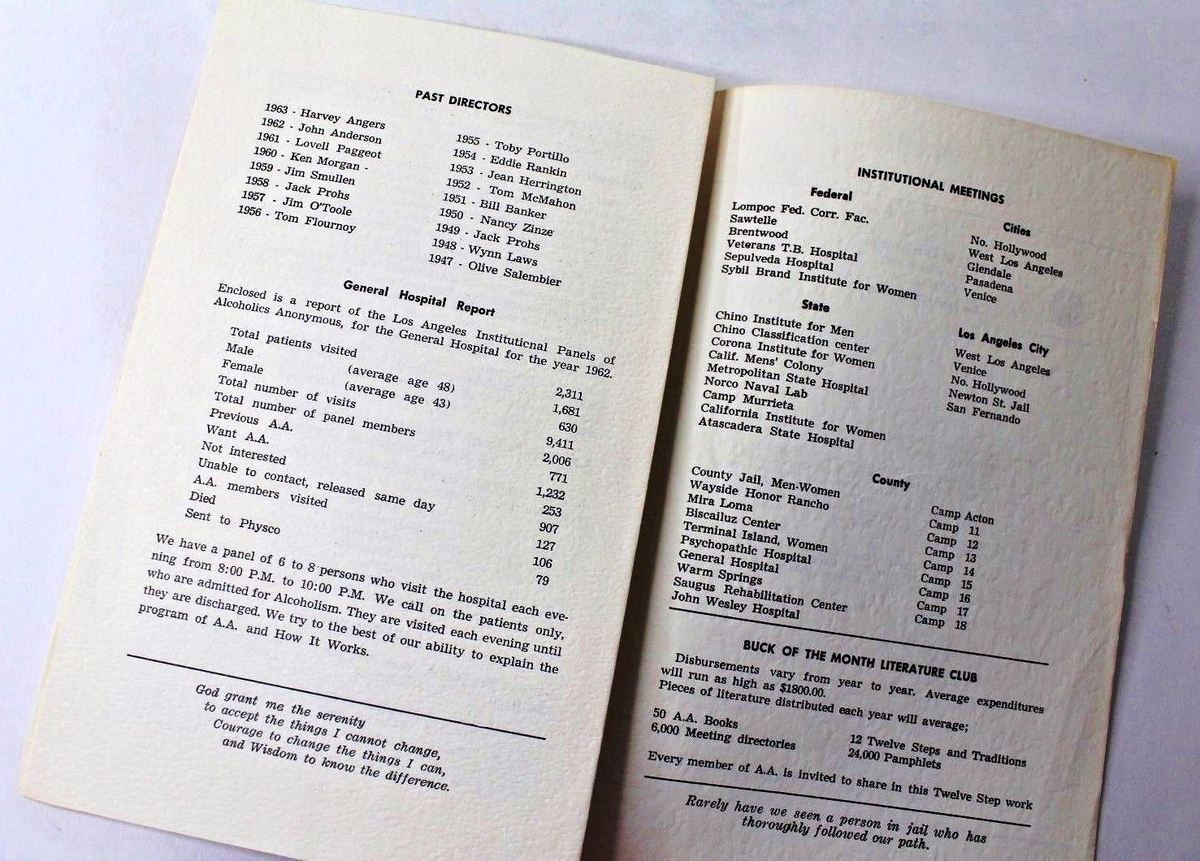 PAST DIRECTORS
1963 - Harvey Angers
1962 - John Anderson
1961 - Lovell Paggeot
1960 - Ken Morgan -
1959 - Jim Smullen
1958 - Jack Prohs
1957 - Jim O'Toole
1956 - Tom Flournoy
1955 - Toby Portillo
1954 - Eddie Rankin
1953 - Jean Herrington
1952 - Tom McMahon
1951 - Bill Banker
1950 - Nancy Zinze
1949 - Jack Prohs
1948 - Wynn Laws
1947 - Olive Salembier
General Hospital Report
Enclosed is a report of the Los Angeles Institutional Panels of
Alcoholics Anonymous, for the General Hospital for the year 1962.
Total patients visited 2,311
Male (average age 48) 1,681
Female (average age 43) 630
Total number of visits 9,411
Total number of panel members 2,006
Previous A.A. 771
Want A.A. 1,232
Not interested 253
Unable to contact, released same day 907
A.A. members visited 127
Died 106
Sent to Physco 79
We have a panel of 6 to 8 persons who visit the hospital each eve-
ning from 8:00 P.M. to 10:00 P.M. We call on the patients only,
who are admitted for Alcoholism. They are visited each evening until
they are discharged. We try to the best of our ability to explain the
program of A.A. and How It Works.
God grant me the serenity
to accept the things I cannot change,
Courage to change the things I can,
and Wisdom to know the difference.
INSTITUTIONAL MEETINGS
Federal
Lompoc Fed. Corr. Fac.
Sawtelle
Brentwood
Veterans T.B. Hospital
Sepulveda Hospital
Sybil Brand Institute for Women
Cities
No. Hollywood
West Los Angeles
Glendale
Pasadena
Venice
State
Chino Institute for Men
Chino Classification center
Corona Institute for Women
Calif. Mens' Colony
Metropolitan State Hospital
Norco Naval Lab
Camp Murrieta
California Institute for Women
Atascadera State Hospital
Los Angeles City
West Los Angeles
Venice
No. Hollywood
Newton St. Jail
San Fernando
County
County Jail, Men-Women
Wayside Honor Rancho
Mira Loma
Biscailuz Center
Terminal Island, Women
Psychopathic Hospital
General Hospital
Warm Springs
Saugus Rehabilitation Center
John Wesley Hospital
Camp Acton
Camp 11
Camp 12
Camp 13
Camp 14
Camp 15
Camp 16
Camp 17
Camp 18
BUCK OF THE MONTH LITERATURE CLUB
Disbursements vary from year to year. Average expenditures
will run as high as $1800.00.
Pieces of literature distributed each year will average;
50 A.A. Books
6,000 Meeting directories
12 Twelve Steps and Traditions
24,000 Pamphlets
Every member of A.A. is invited to share in this Twelve Step work
Rarely have we seen a person in jail who has
thoroughly followed our path.